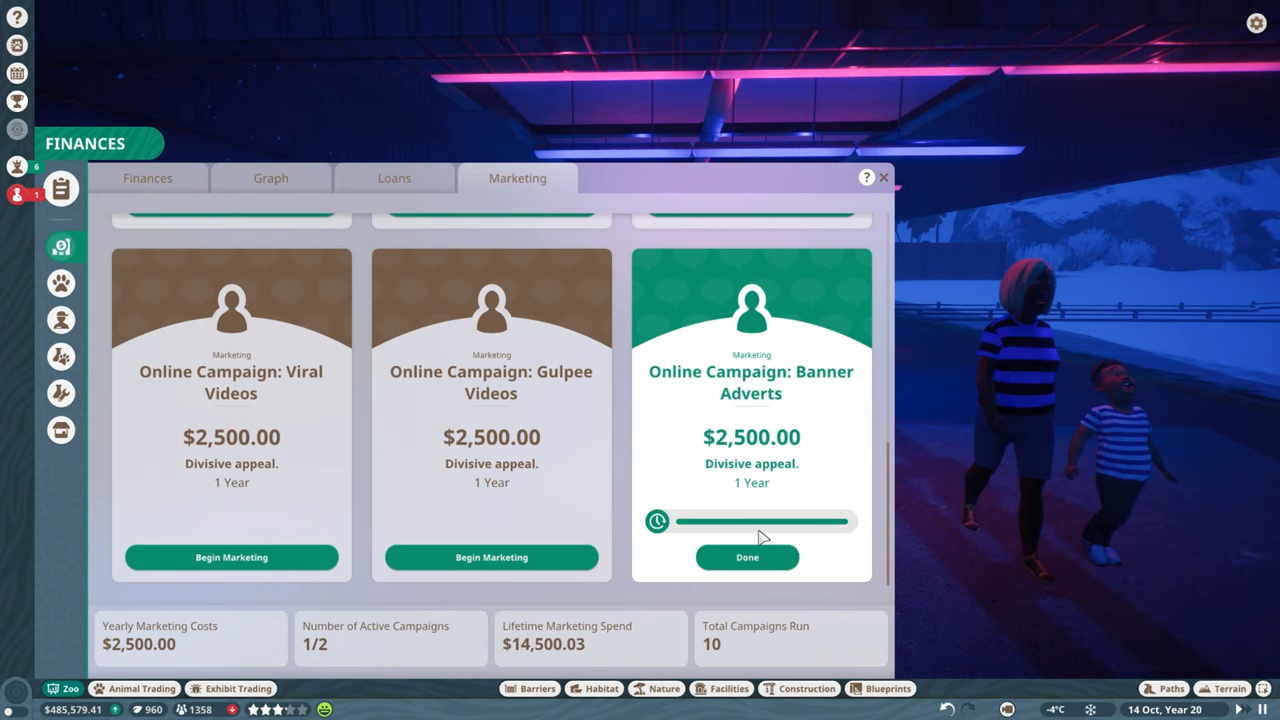 6
1
FINANCES
Finances
Graph
Loans
Marketing
?
Marketing
Online Campaign: Viral
Videos
$2,500.00
Divisive appeal.
1 Year
Begin Marketing
Marketing
Online Campaign: Gulpee
Videos
$2,500.00
Divisive appeal.
1 Year
Begin Marketing
Marketing
Online Campaign: Banner
Adverts
$2,500.00
Divisive appeal.
1 Year
Done
Yearly Marketing Costs
$2,500.00
Number of Active Campaigns
1/2
Lifetime Marketing Spend
$14,500.03
Total Campaigns Run
10
Zoo
Animal Trading
Exhibit Trading
Barriers
Habitat
Nature
Facilities
Construction
Blueprints
Paths
Terrain
$485,579.41
960
1358
-4°C
14 Oct, Year 20